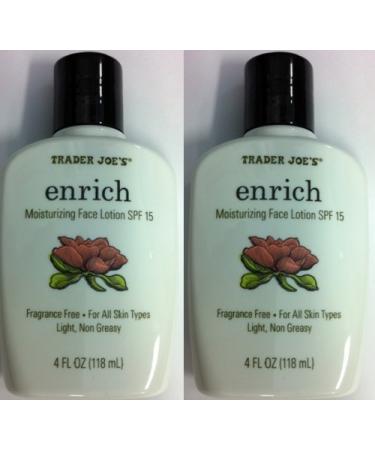 TRADER JOE'S®
enrich
Moisturizing Face Lotion SPF 15
Fragrance Free • For All Skin Types
Light, Non Greasy
4 FL OZ (118 mL)
TRADER JOE'S®
enrich
Moisturizing Face Lotion SPF 15
Fragrance Free • For All Skin Types
Light, Non Greasy
4 FL OZ (118 mL)